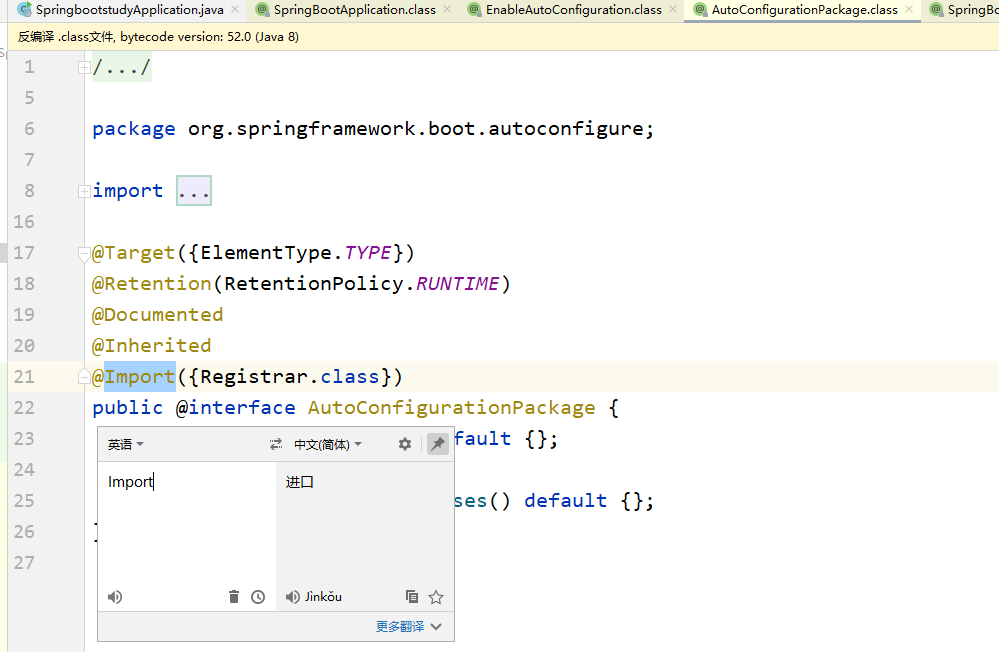 SpringbootstudyApplication.java × SpringBootApplication.class × EnableAutoConfiguration.class × AutoConfigurationPackage.class ×
反编译 .class文件, bytecode version: 52.0 (Java 8)
1 /.../
5
6 package org.springframework.boot.autoconfigure;
7
8 import ...
16
17 @Target({ElementType.TYPE})
18 @Retention(RetentionPolicy.RUNTIME)
19 @Documented
20 @Inherited
21 @Import({Registrar.class})
22 public @interface AutoConfigurationPackage {
23 fault {};
24
25 ses() default {};
26
27
英语 中文(简体)
Import 进口
Jìnkǒu
更多翻译